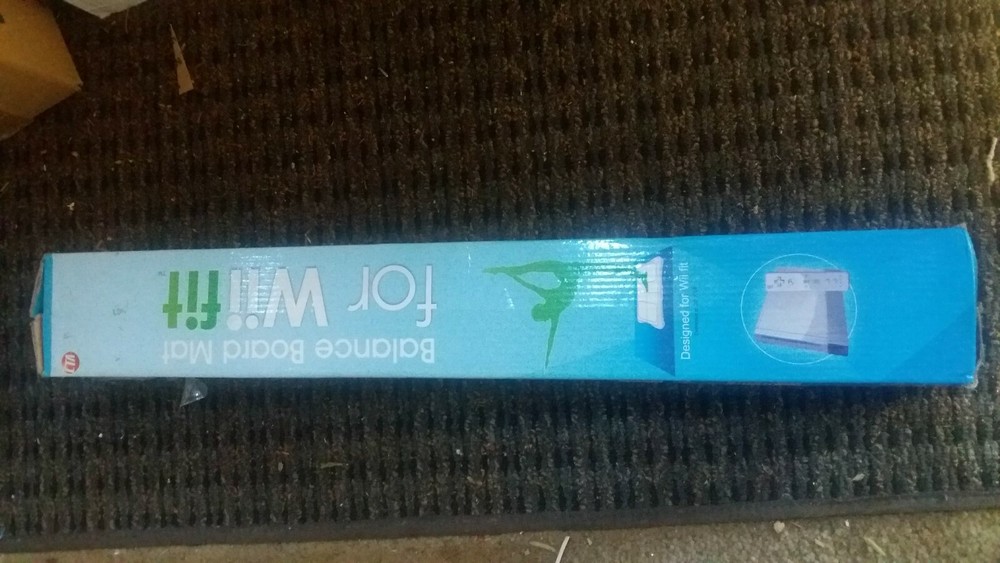 Balance Board Mat
for Wii fit
Designed for Wii fit